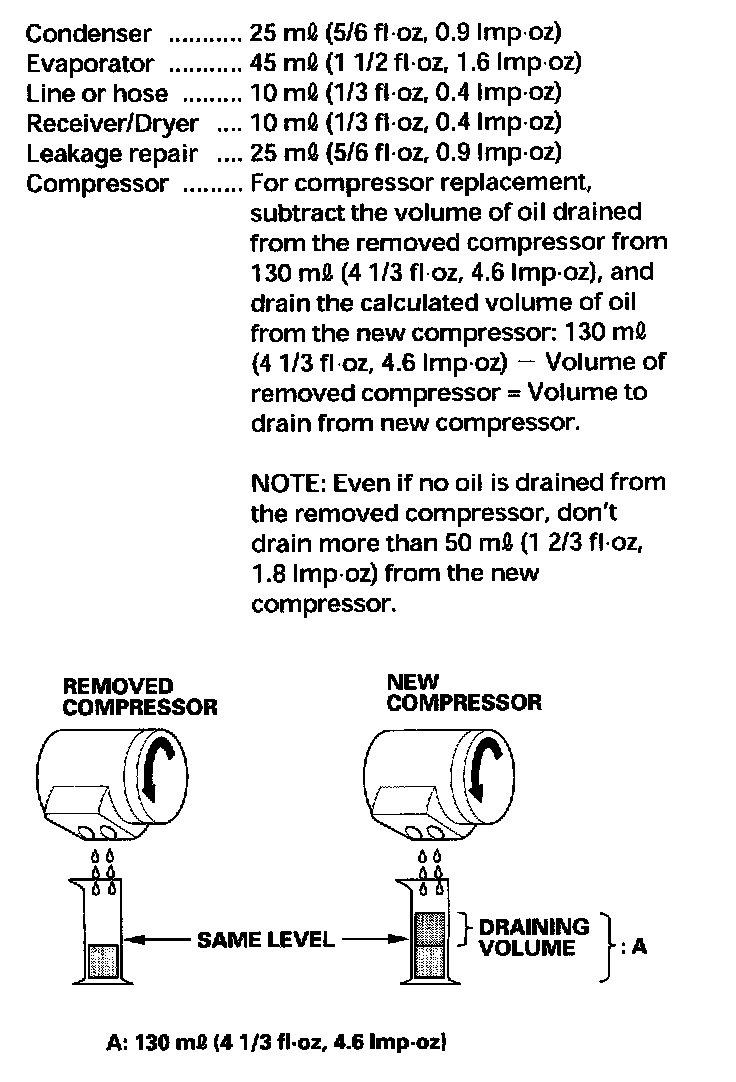 Condenser ........... 25 mℓ (5/6 fl·oz, 0.9 Imp·oz)
Evaporator ........... 45 mℓ (1 1/2 fl·oz, 1.6 Imp·oz)
Line or hose ......... 10 mℓ (1/3 fl·oz, 0.4 Imp·oz)
Receiver/Dryer .... 10 mℓ (1/3 fl·oz, 0.4 Imp·oz)
Leakage repair .... 25 mℓ (5/6 fl·oz, 0.9 Imp·oz)
Compressor ......... For compressor replacement,
subtract the volume of oil drained
from the removed compressor from
130 mℓ (4 1/3 fl·oz, 4.6 Imp·oz), and
drain the calculated volume of oil
from the new compressor: 130 mℓ
(4 1/3 fl·oz, 4.6 Imp·oz) — Volume of
removed compressor = Volume to
drain from new compressor.
NOTE: Even if no oil is drained from
the removed compressor, don't
drain more than 50 mℓ (1 2/3 fl·oz,
1.8 Imp·oz) from the new
compressor.
REMOVED
COMPRESSOR
NEW
COMPRESSOR
SAME LEVEL
DRAINING
VOLUME
: A
A: 130 mℓ (4 1/3 fl·oz, 4.6 Imp·oz)